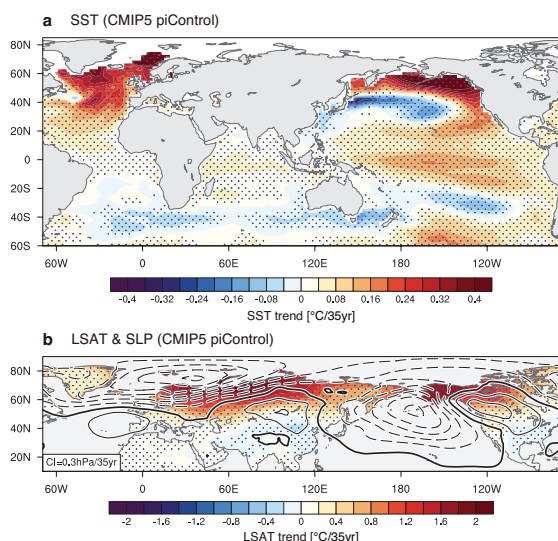 a SST (CMIP5 piControl)
80N
60N
40N
20N
0
20S
40S
60S
60W 0 60E 120E 180 120W
-0.4 -0.32 -0.24 -0.16 -0.08 0 0.08 0.16 0.24 0.32 0.4
SST trend [°C/35yr]
b LSAT & SLP (CMIP5 piControl)
80N
60N
40N
20N
CI=0.3hPa/35yr
60W 0 60E 120E 180 120W
-2 -1.6 -1.2 -0.8 -0.4 0 0.4 0.8 1.2 1.6 2
LSAT trend [°C/35yr]